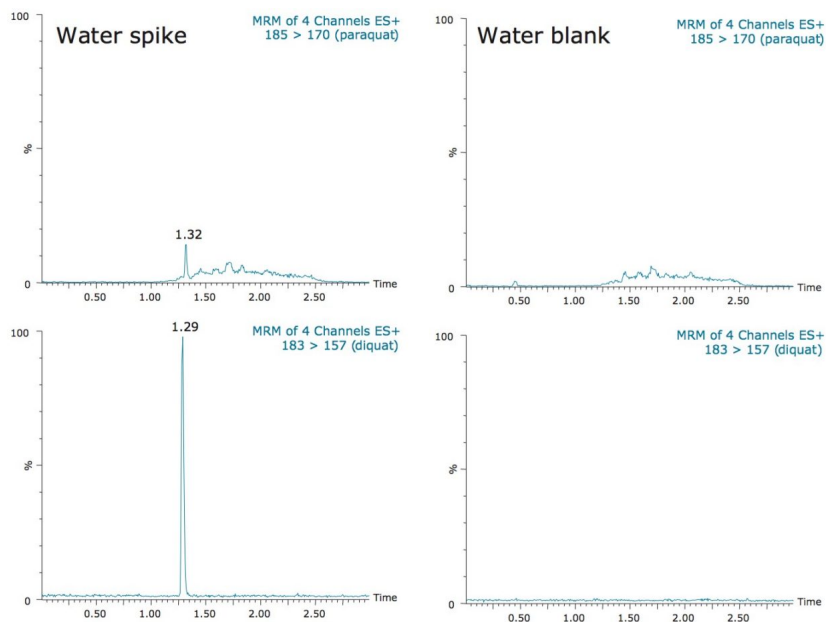 Water spike
MRM of 4 Channels ES+
185 > 170 (paraquat)
100
%
0
1.32
0.50
1.00
1.50
2.00
2.50
Time
Water blank
MRM of 4 Channels ES+
185 > 170 (paraquat)
100
%
0
0.50
1.00
1.50
2.00
2.50
Time
MRM of 4 Channels ES+
183 > 157 (diquat)
100
%
0
1.29
0.50
1.00
1.50
2.00
2.50
Time
MRM of 4 Channels ES+
183 > 157 (diquat)
100
%
0
0.50
1.00
1.50
2.00
2.50
Time